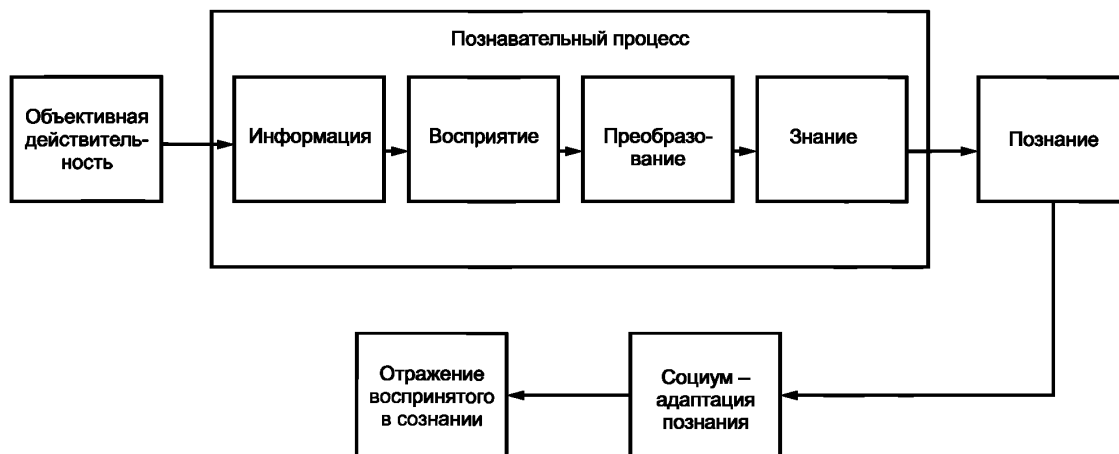 Познавательный процесс
Объективная
действитель-
ность
Информация
Восприятие
Преобразо-
вание
Знание
Познание
Отражение
воспринятого
в сознании
Социум –
адаптация
познания